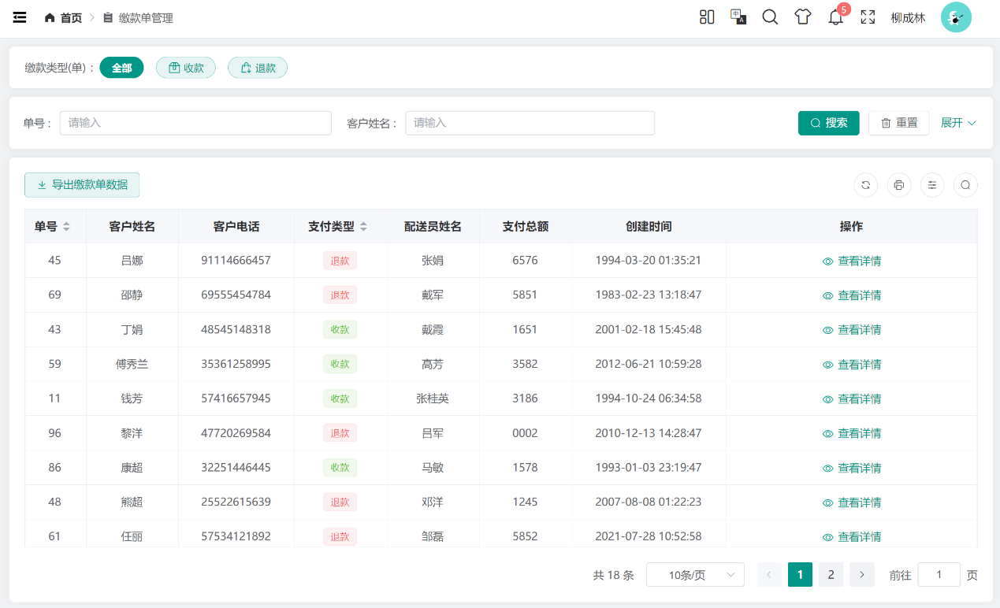 首页 > 缴款单管理 5 柳成林
缴款类型(单)： 全部 收款 退款
单号： 请输入 客户姓名： 请输入 搜索 重置 展开
导出缴款单数据
单号 客户姓名 客户电话 支付类型 配送员姓名 支付总额 创建时间 操作
45 吕娜 91114666457 退款 张娟 6576 1994-03-20 01:35:21 查看详情
69 邵静 69555454784 退款 戴军 5851 1983-02-23 13:18:47 查看详情
43 丁娟 48545148318 收款 戴霞 1651 2001-02-18 15:45:48 查看详情
59 傅秀兰 35361258995 收款 高芳 3582 2012-06-21 10:59:28 查看详情
11 钱芳 57416657945 收款 张桂英 3186 1994-10-24 06:34:58 查看详情
96 黎洋 47720269584 退款 吕军 0002 2010-12-13 14:28:47 查看详情
86 康超 32251446445 收款 马敏 1578 1993-01-03 23:19:47 查看详情
48 熊超 25522615639 退款 邓洋 1245 2007-08-08 01:22:23 查看详情
61 任丽 57534121892 退款 邹磊 5852 2021-07-28 10:52:58 查看详情
共 18 条 10条/页 1 2 前往 1 页